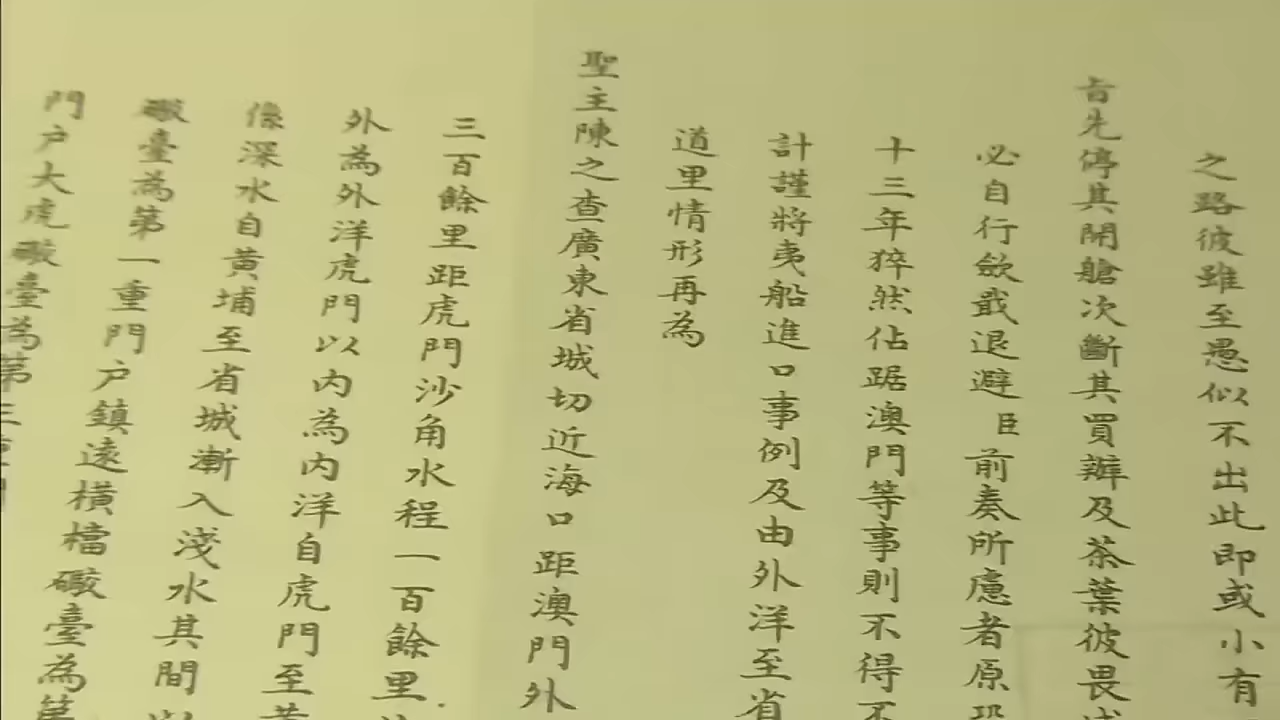 之路彼雖至愚似不出此即或小有
旨先停其開艙次斷其買辦及茶葉彼畏
必自行斂戢退避臣前奏所慮者原恐
十三年猝然佔踞澳門等事則不得不
計謹將夷船進口事例及由外洋至省
道里情形再為
聖主陳之查廣東省城切近海口距澳門外
三百餘里距虎門沙角水程一百餘里
外為外洋虎門以內為內洋自虎門至黃
係深水自黃埔至省城漸入淺水其間以
礮臺為第一重門户鎮遠橫檔礮臺為第
門户大虎礮臺為第三重門